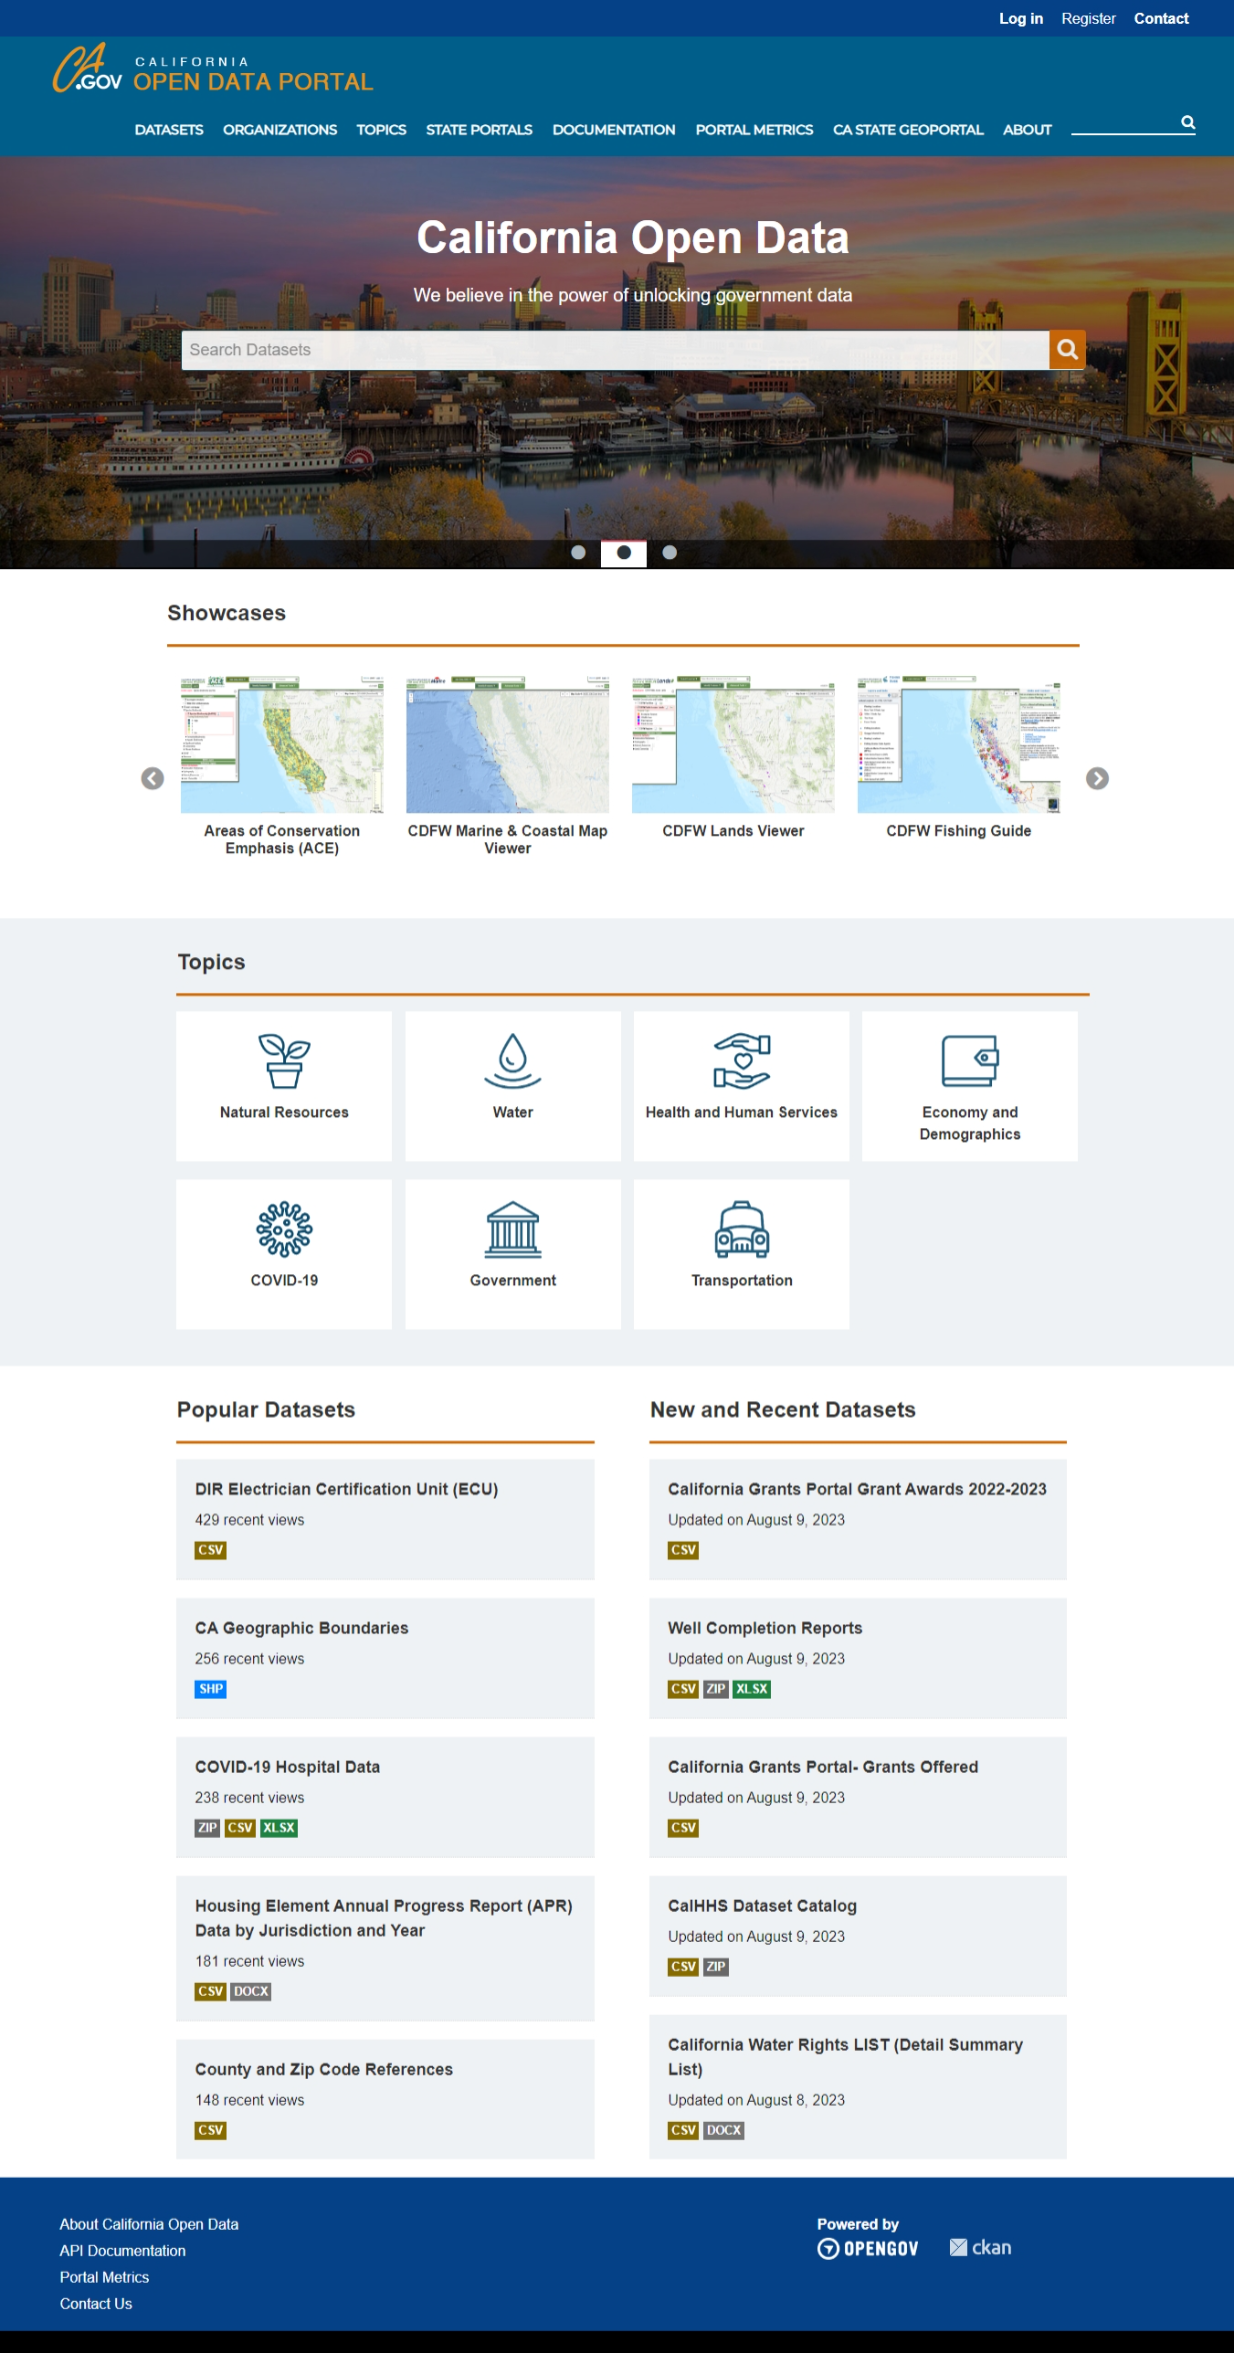 Log in Register Contact
CA.GOV CALIFORNIA
OPEN DATA PORTAL
DATASETS ORGANIZATIONS TOPICS STATE PORTALS DOCUMENTATION PORTAL METRICS CA STATE GEOPORTAL ABOUT
California Open Data
We believe in the power of unlocking government data
Search Datasets
Showcases
Areas of Conservation
Emphasis (ACE)
CDFW Marine & Coastal Map
Viewer
CDFW Lands Viewer
CDFW Fishing Guide
Topics
Natural Resources
Water
Health and Human Services
Economy and
Demographics
COVID-19
Government
Transportation
Popular Datasets
DIR Electrician Certification Unit (ECU)
429 recent views
CSV
CA Geographic Boundaries
256 recent views
SHP
COVID-19 Hospital Data
238 recent views
ZIP CSV XLSX
Housing Element Annual Progress Report (APR)
Data by Jurisdiction and Year
181 recent views
CSV DOCX
County and Zip Code References
148 recent views
CSV
New and Recent Datasets
California Grants Portal Grant Awards 2022-2023
Updated on August 9, 2023
CSV
Well Completion Reports
Updated on August 9, 2023
CSV ZIP XLSX
California Grants Portal- Grants Offered
Updated on August 9, 2023
CSV
CalHHS Dataset Catalog
Updated on August 9, 2023
CSV ZIP
California Water Rights LIST (Detail Summary
List)
Updated on August 8, 2023
CSV DOCX
About California Open Data
API Documentation
Portal Metrics
Contact Us
Powered by
OPENGOV ckan